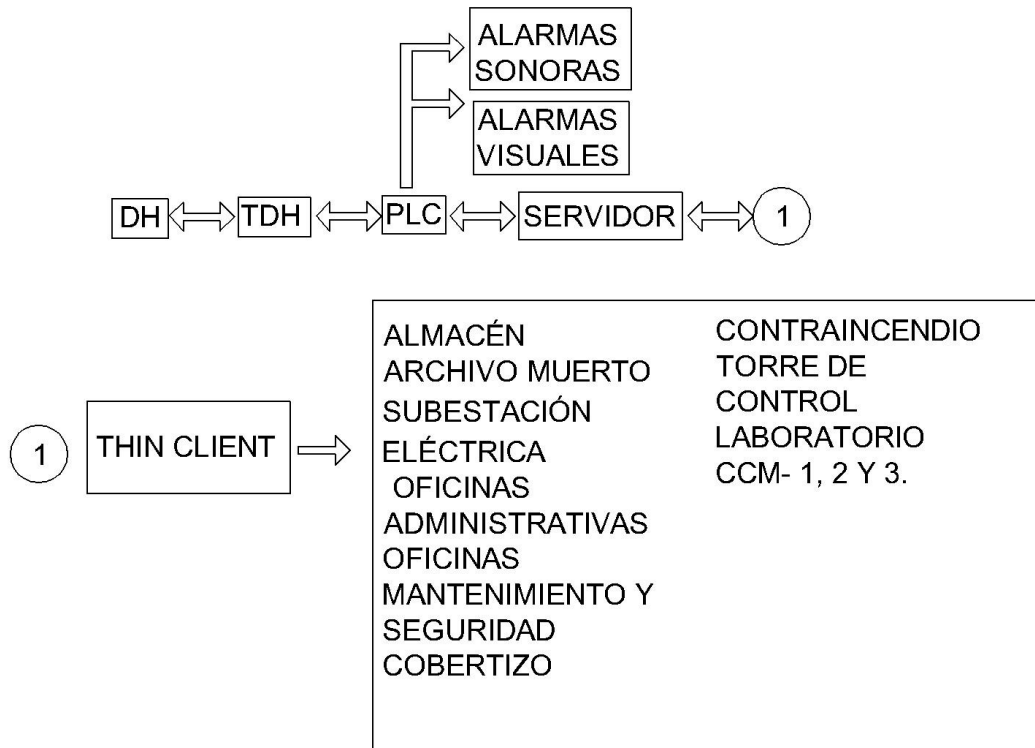 ALARMAS
SONORAS
ALARMAS
VISUALES
DH
TDH
PLC
SERVIDOR
1
1
THIN CLIENT
ALMACÉN
ARCHIVO MUERTO
SUBESTACIÓN
ELÉCTRICA
OFICINAS
ADMINISTRATIVAS
OFICINAS
MANTENIMIENTO Y
SEGURIDAD
COBERTIZO
CONTRAINCENDIO
TORRE DE
CONTROL
LABORATORIO
CCM- 1, 2 Y 3.